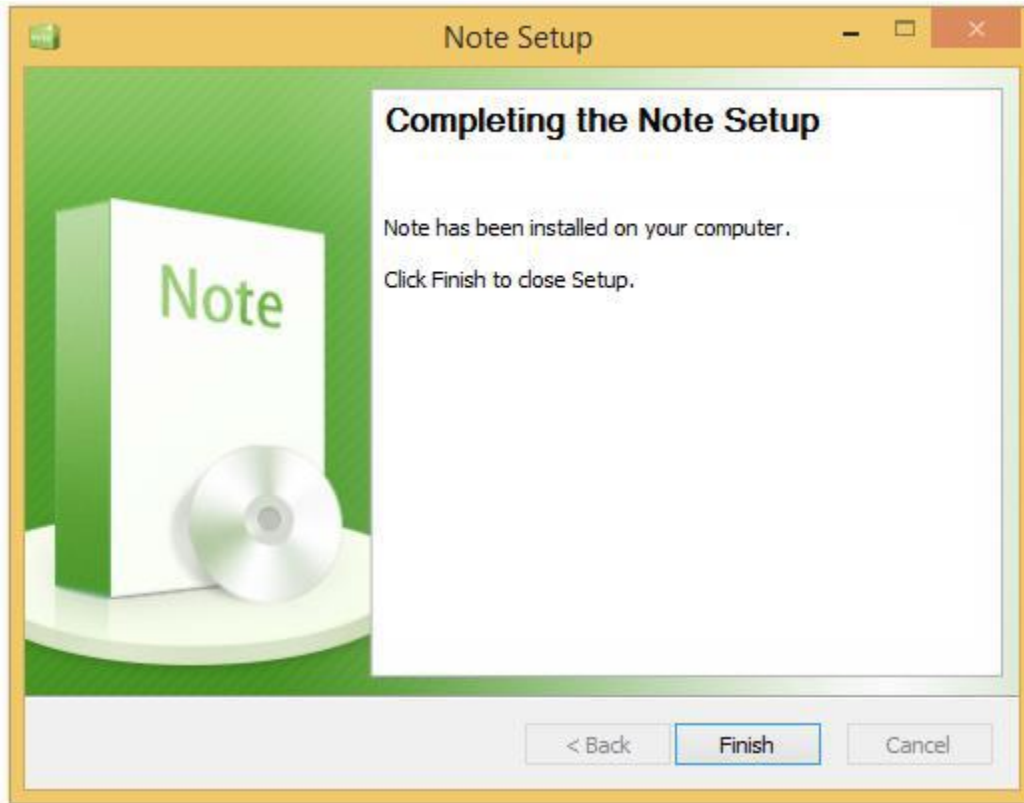 Note Setup
Completing the Note Setup
Note has been installed on your computer.
Click Finish to close Setup.
Note
< Back
Finish
Cancel